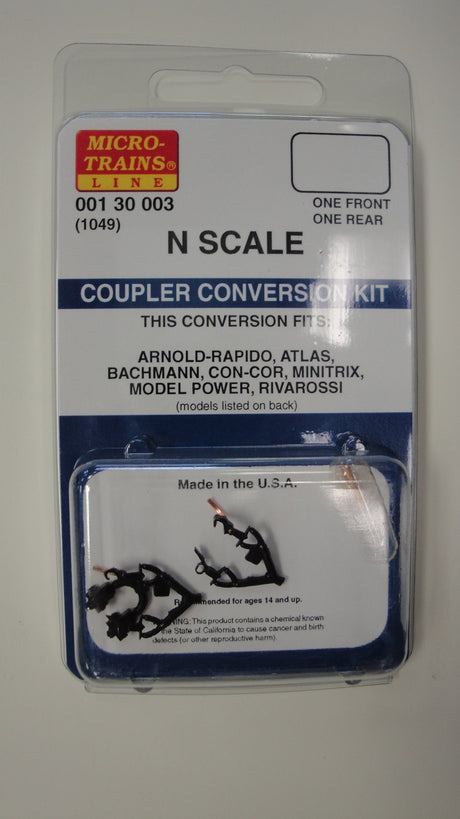 MICRO-
TRAINS®
LINE
001 30 003
(1049)
ONE FRONT
ONE REAR
N SCALE
COUPLER CONVERSION KIT
THIS CONVERSION FITS:
ARNOLD-RAPIDO, ATLAS,
BACHMANN, CON-COR, MINITRIX,
MODEL POWER, RIVAROSSI
(models listed on back)
Made in the U.S.A.
for ages 14 and up.
This product contains a chemical known
the State of California to cause cancer and birth
defects (or other reproductive harm).